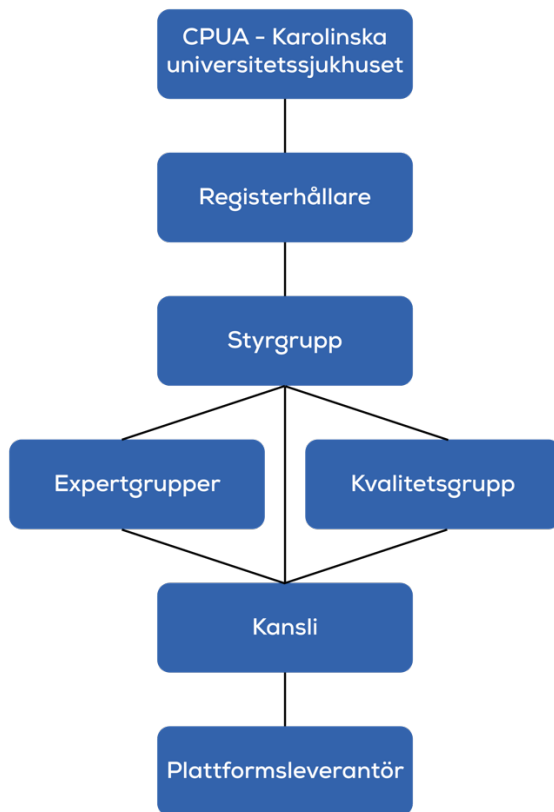 CPUA - Karolinska
universitetssjukhuset
Registerhållare
Styrgrupp
Expertgrupper
Kvalitetsgrupp
Kansli
Plattformsleverantör